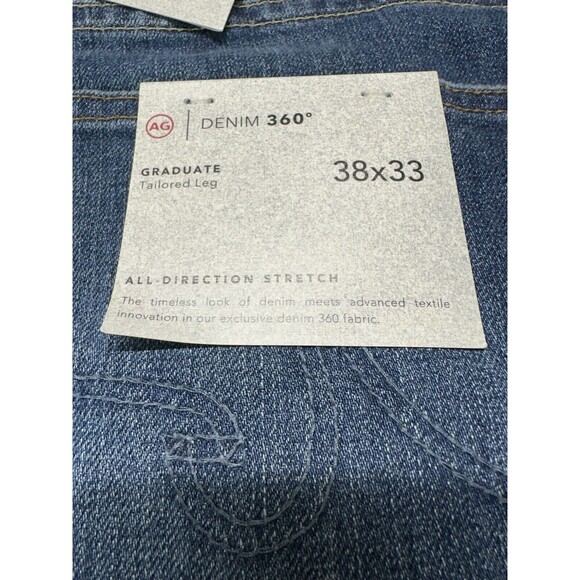 AG DENIM 360°
GRADUATE
Tailored Leg
38x33
ALL-DIRECTION STRETCH
The timeless look of denim meets advanced textile
innovation in our exclusive denim 360 fabric.